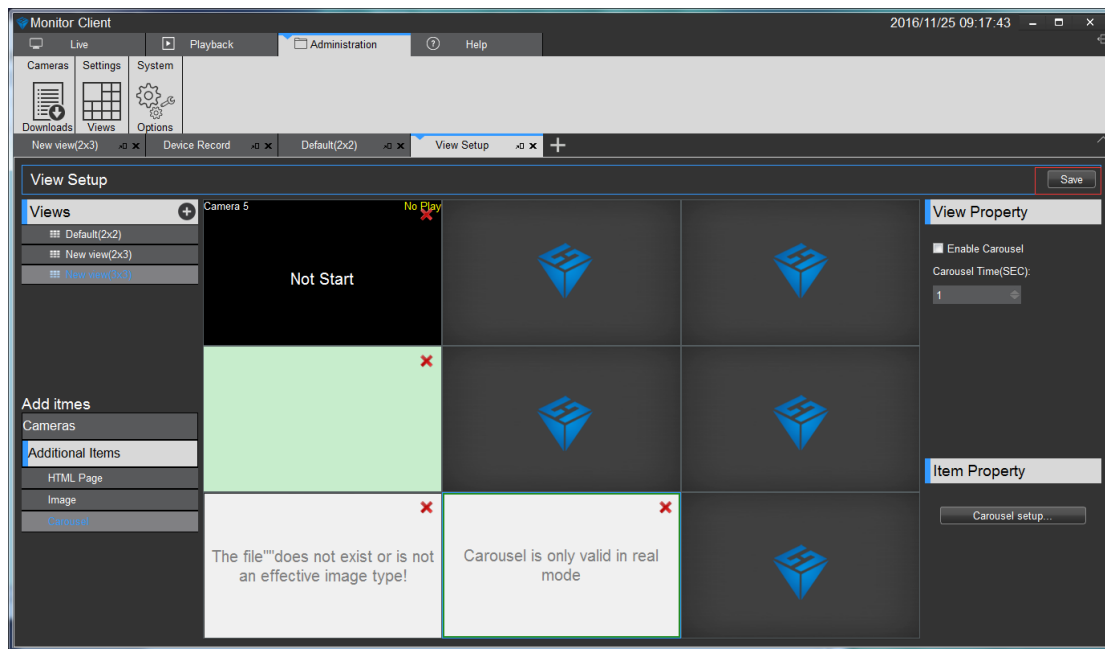 Monitor Client
2016/11/25 09:17:43
Live
Playback
Administration
Help
Cameras
Settings
System
Downloads
Views
Options
New view(2x3)
Device Record
Default(2x2)
View Setup
View Setup
Save
Views
Default(2x2)
New view(2x3)
New view(3x3)
Add itmes
Cameras
Additional Items
HTML Page
Image
Carousel
Camera 5
No Play
Not Start
The file""does not exist or is not
an effective image type!
Carousel is only valid in real
mode
View Property
Enable Carousel
Carousel Time(SEC):
1
Item Property
Carousel setup...